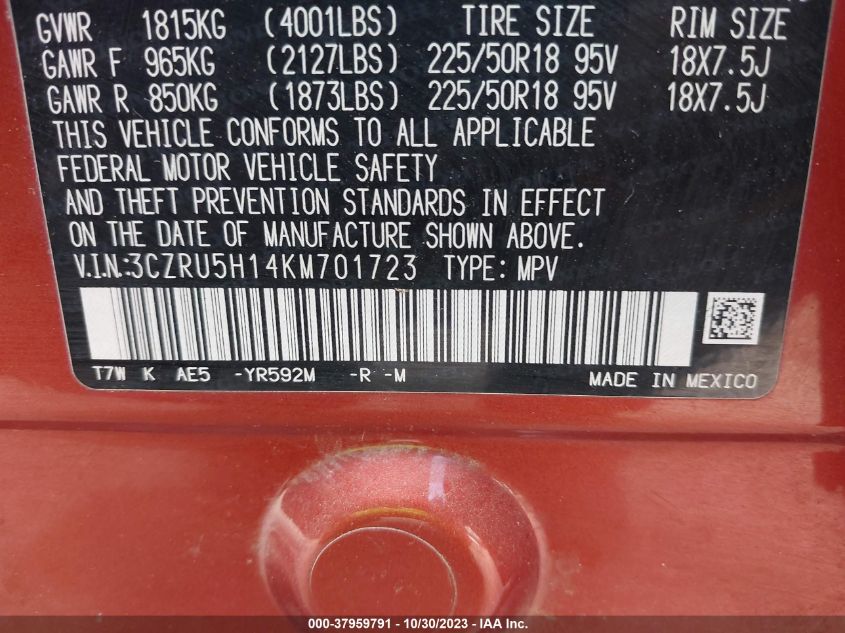 GVWR 1815KG (4001LBS) TIRE SIZE RIM SIZE
GAWR F 965KG (2127LBS) 225/50R18 95V 18X7.5J
GAWR R 850KG (1873LBS) 225/50R18 95V 18X7.5J
THIS VEHICLE CONFORMS TO ALL APPLICABLE
FEDERAL MOTOR VEHICLE SAFETY
AND THEFT PREVENTION STANDARDS IN EFFECT
ON THE DATE OF MANUFACTURE SHOWN ABOVE.
V.I.N.:3CZRU5H14KM701723 TYPE: MPV
T7W K AE5 -YR592M -R -M MADE IN MEXICO
000-37959791 - 10/30/2023 - IAA Inc.